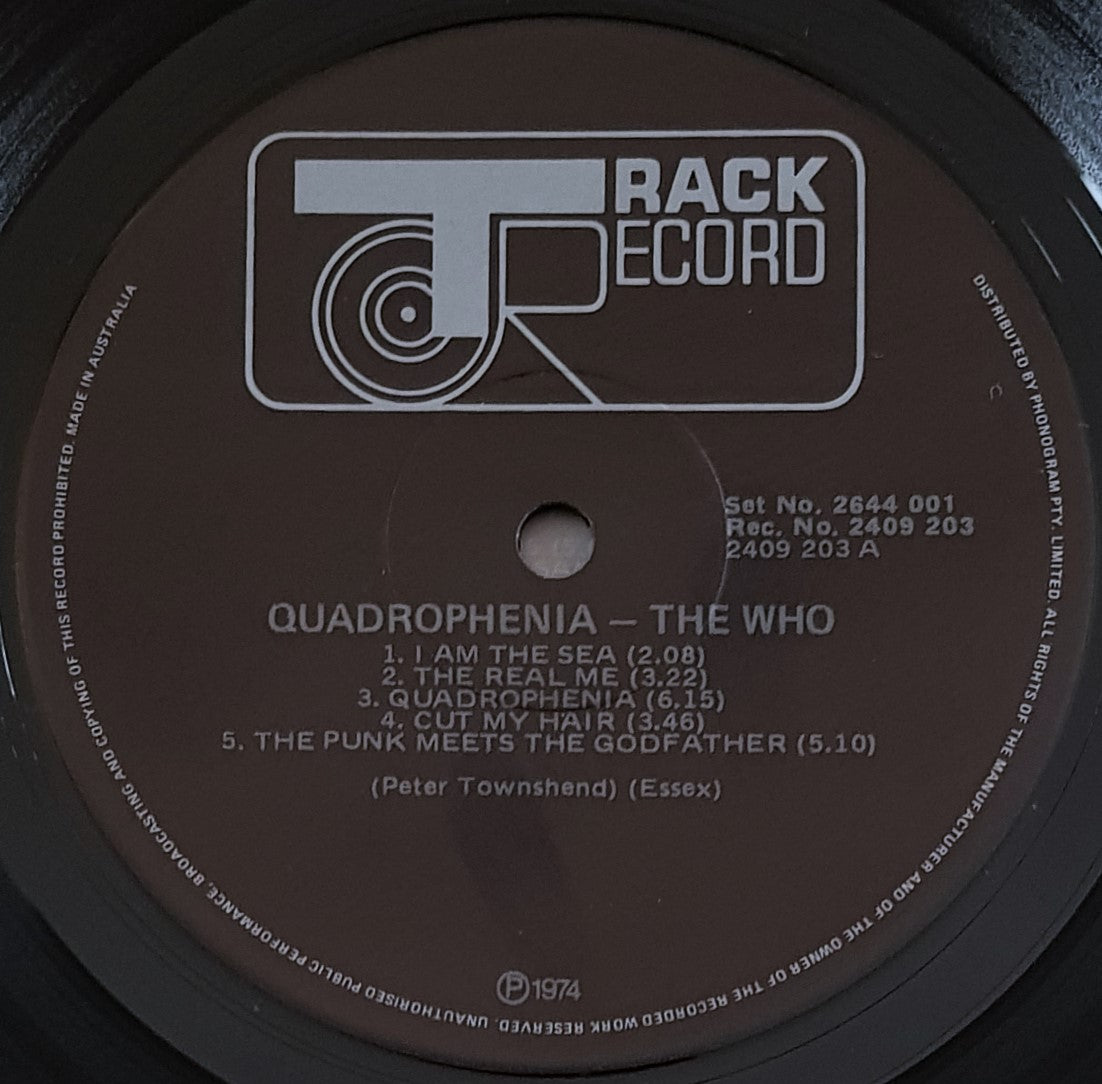 TRACK
RECORD
Set No. 2644 001
Rec. No. 2409 203
2409 203 A
QUADROPHENIA – THE WHO
1. I AM THE SEA (2.08)
2. THE REAL ME (3.22)
3. QUADROPHENIA (6.15)
4. CUT MY HAIR (3.46)
5. THE PUNK MEETS THE GODFATHER (5.10)
(Peter Townshend) (Essex)
Ⓟ1974
DISTRIBUTED BY PHONOGRAM PTY. LIMITED. ALL RIGHTS OF THE MANUFACTURER AND OF THE OWNER OF THE RECORDED WORK RESERVED. UNAUTHORISED PUBLIC PERFORMANCE, BROADCASTING AND COPYING OF THIS RECORD PROHIBITED. MADE IN AUSTRALIA